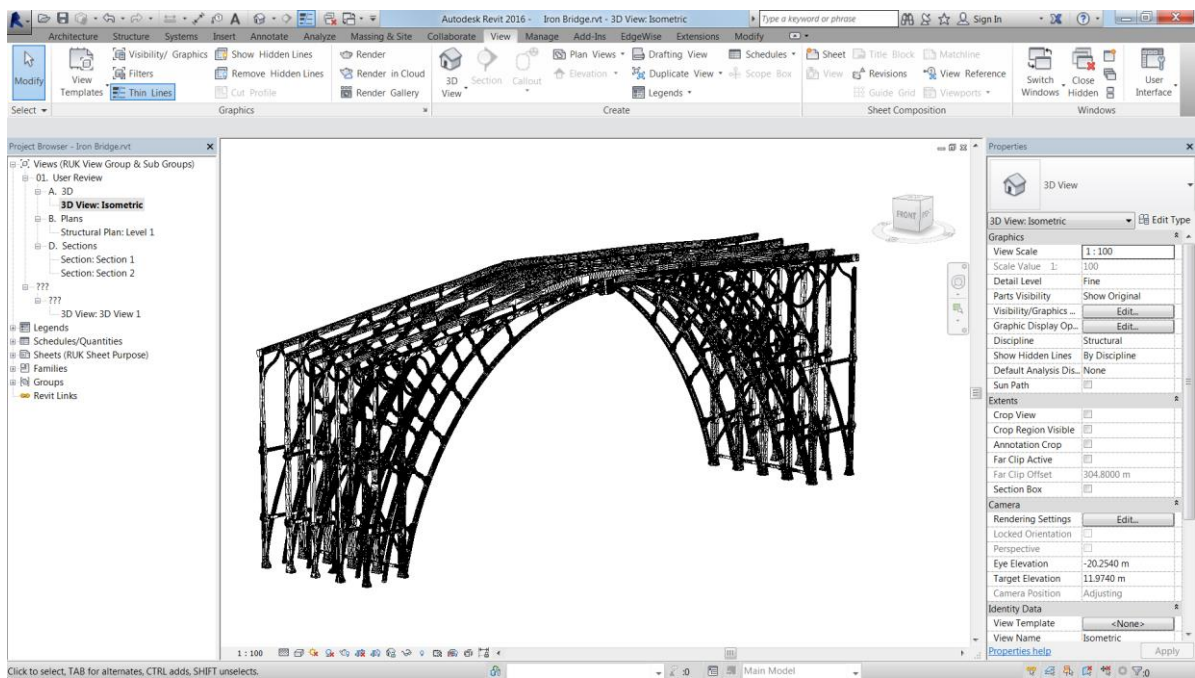 Autodesk Revit 2016 - Iron Bridge.rvt - 3D View: Isometric
Type a keyword or phrase
Sign In
Architecture Structure Systems Insert Annotate Analyze Massing & Site Collaborate View Manage Add-Ins EdgeWise Extensions Modify
Modify
View Templates
Visibility/ Graphics
Filters
Thin Lines
Show Hidden Lines
Remove Hidden Lines
Cut Profile
Render
Render in Cloud
Render Gallery
3D View
Section
Callout
Plan Views
Elevation
Drafting View
Duplicate View
Legends
Schedules
Scope Box
Sheet
View
Title Block
Revisions
Guide Grid
Matchline
View Reference
Viewports
Switch Windows
Close Hidden
User Interface
Select
Graphics
Create
Sheet Composition
Windows
Project Browser - Iron Bridge.rvt
Views (RUK View Group & Sub Groups)
01. User Review
A. 3D
3D View: Isometric
B. Plans
Structural Plan: Level 1
D. Sections
Section: Section 1
Section: Section 2
???
???
3D View: 3D View 1
Legends
Schedules/Quantities
Sheets (RUK Sheet Purpose)
Families
Groups
Revit Links
FRONT
Properties
3D View
3D View: Isometric
Edit Type
Graphics
View Scale 1 : 100
Scale Value 1: 100
Detail Level Fine
Parts Visibility Show Original
Visibility/Graphics ... Edit...
Graphic Display Op... Edit...
Discipline Structural
Show Hidden Lines By Discipline
Default Analysis Dis... None
Sun Path
Extents
Crop View
Crop Region Visible
Annotation Crop
Far Clip Active
Far Clip Offset 304.8000 m
Section Box
Camera
Rendering Settings Edit...
Locked Orientation
Perspective
Eye Elevation -20.2540 m
Target Elevation 11.9740 m
Camera Position Adjusting
Identity Data
View Template <None>
View Name Isometric
Properties help
Apply
1 : 100
Click to select, TAB for alternates, CTRL adds, SHIFT unselects.
:0
Main Model
:0